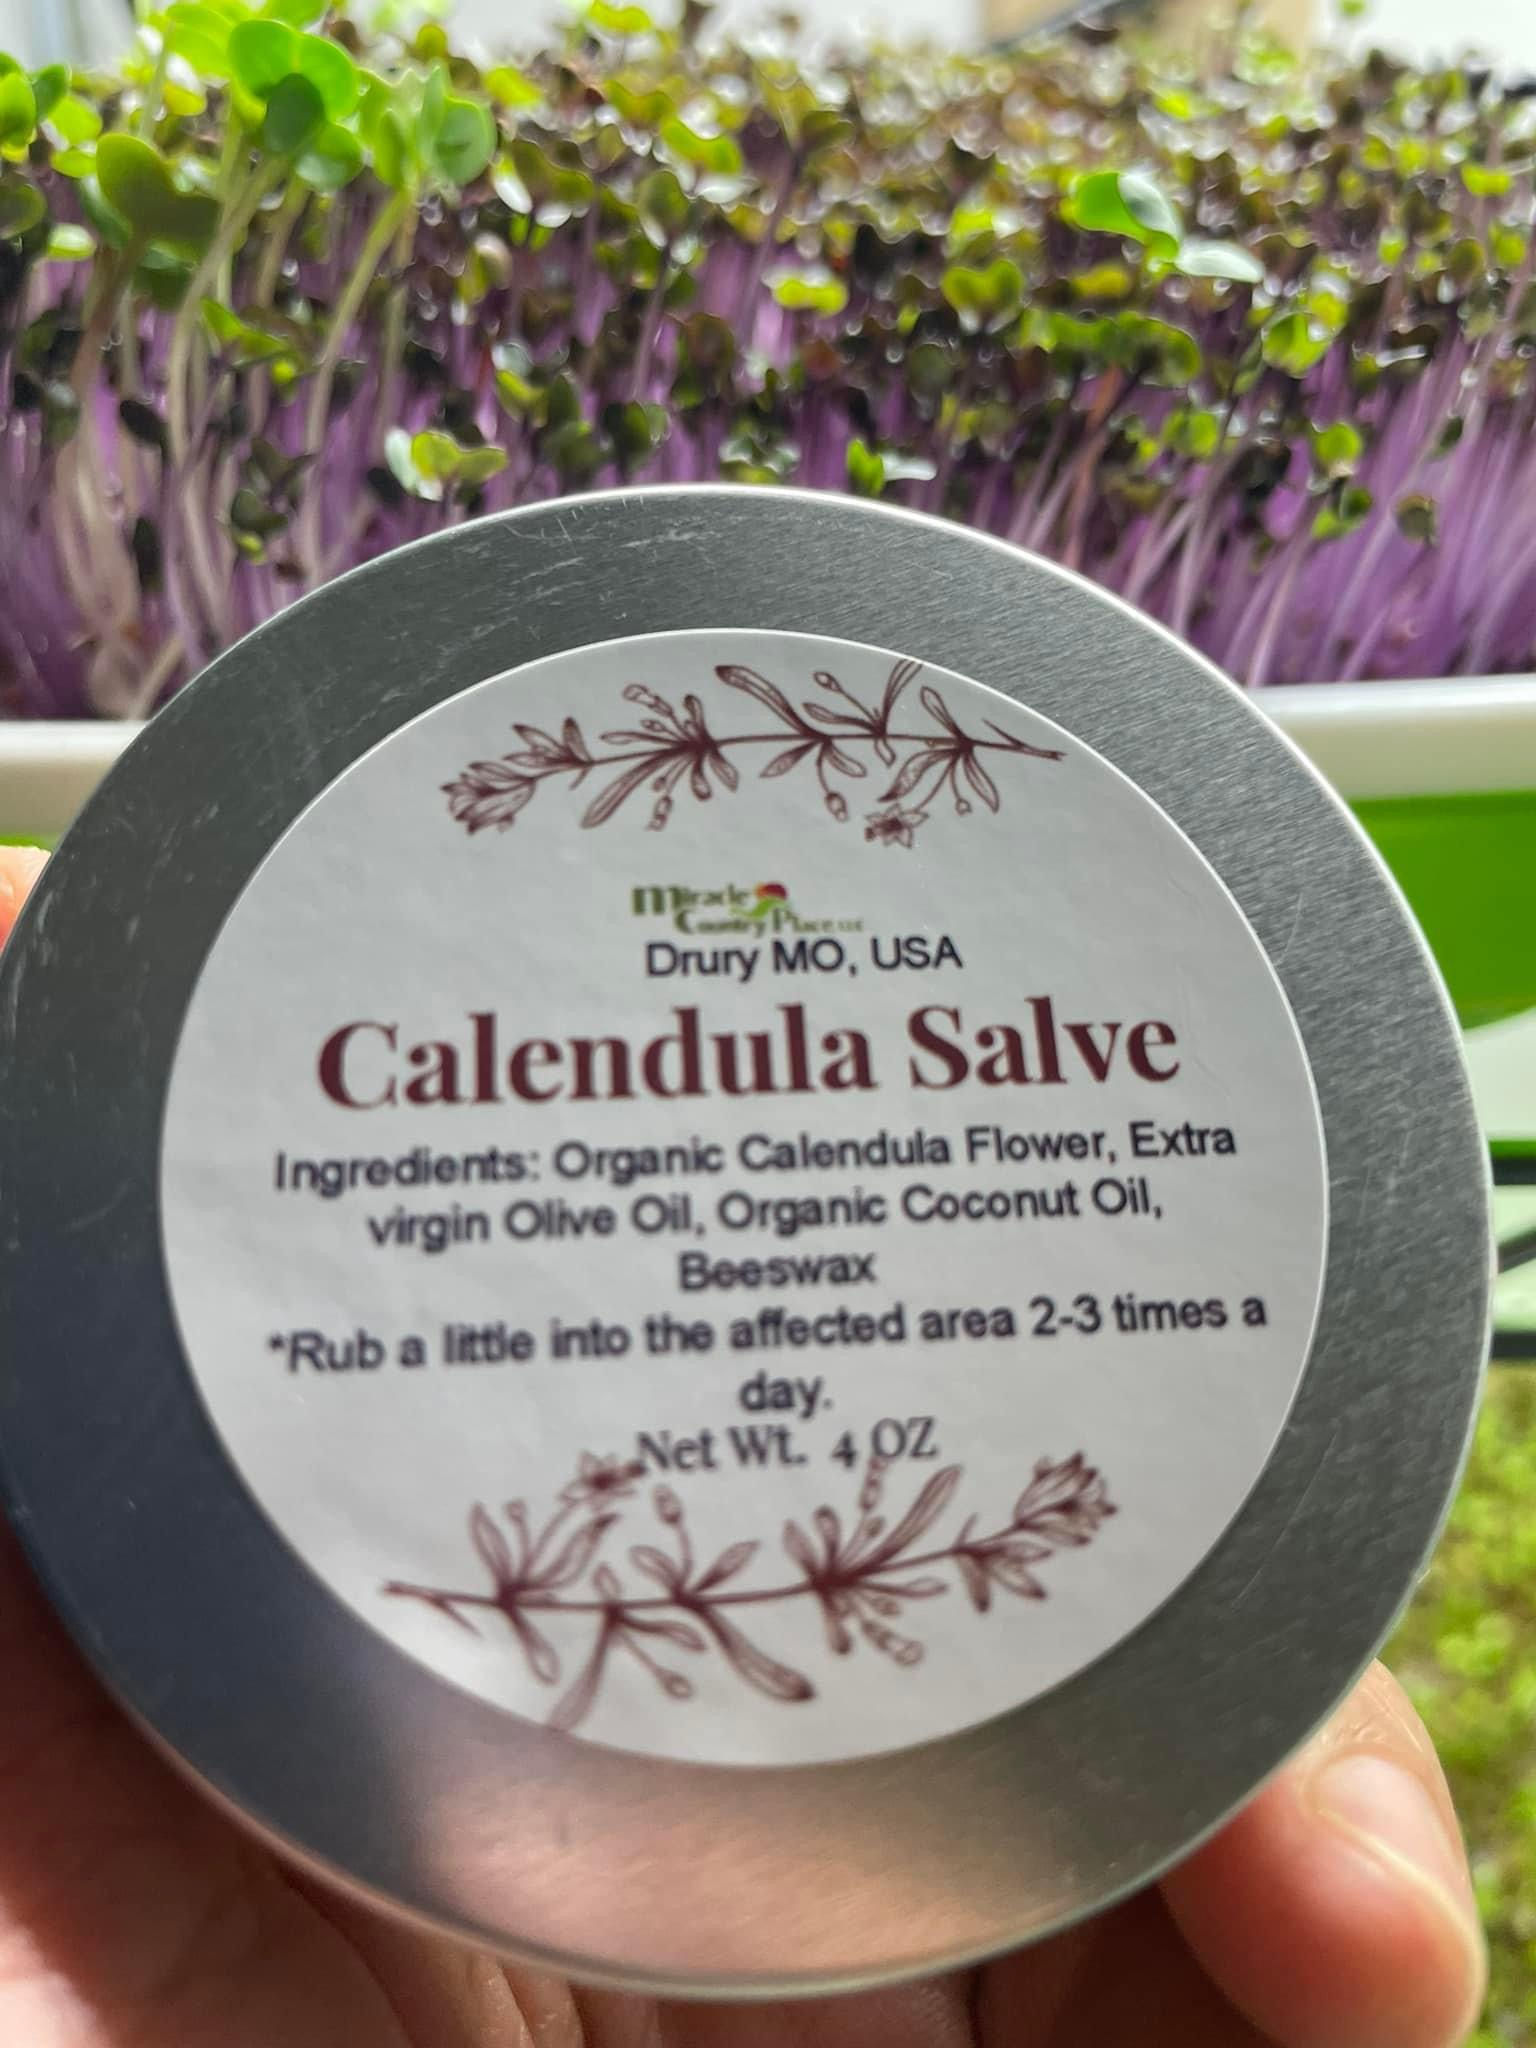 Miracle
Country Place LLC
Drury MO, USA
Calendula Salve
Ingredients: Organic Calendula Flower, Extra
virgin Olive Oil, Organic Coconut Oil,
Beeswax
*Rub a little into the affected area 2-3 times a
day.
Net Wt. 4 OZ